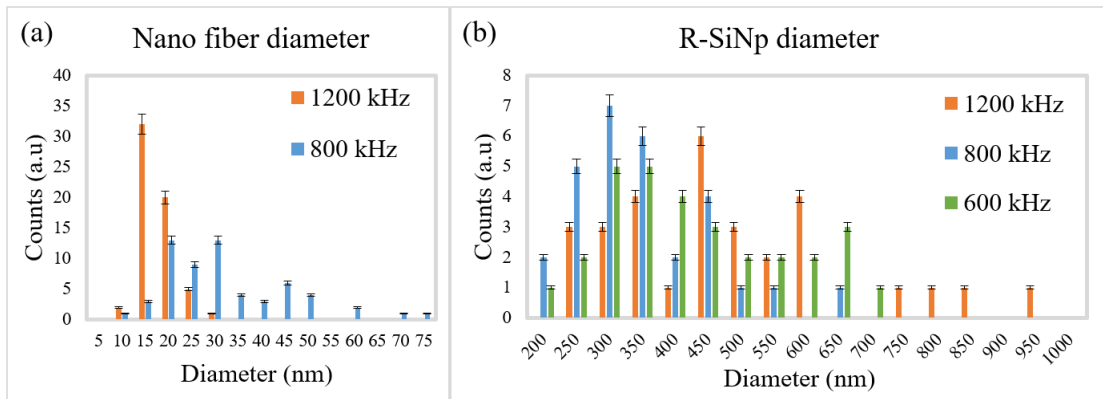 (a)
Nano fiber diameter
40
35
30
25
20
15
10
5
0
Counts (a.u)
1200 kHz
800 kHz
5 10 15 20 25 30 35 40 45 50 55 60 65 70 75
Diameter (nm)
(b)
R-SiNp diameter
8
7
6
5
4
3
2
1
0
Counts (a.u)
1200 kHz
800 kHz
600 kHz
200 250 300 350 400 450 500 550 600 650 700 750 800 850 900 950 1000
Diameter (nm)